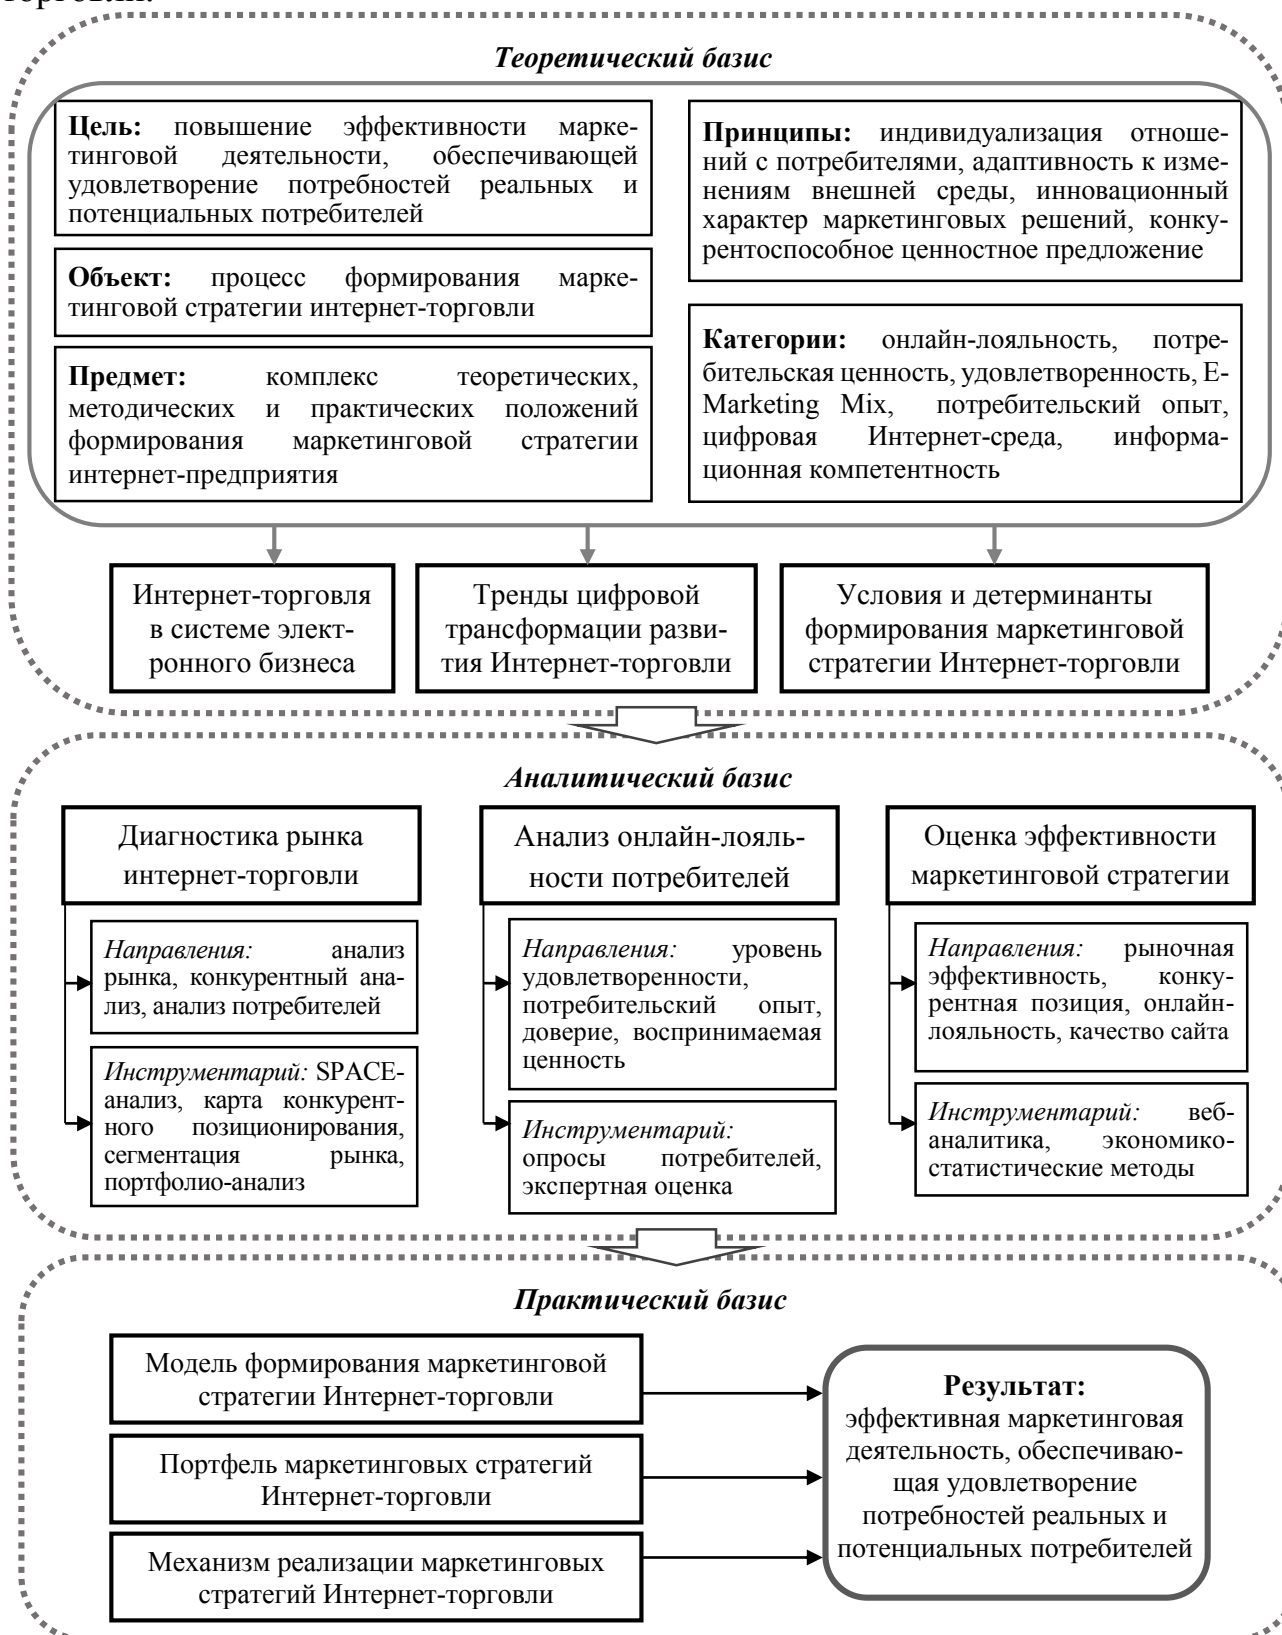 торговли.
Теоретический базис
Цель: повышение эффективности марке-
тинговой деятельности, обеспечивающей
удовлетворение потребностей реальных и
потенциальных потребителей
Объект: процесс формирования марке-
тинговой стратегии интернет-торговли
Предмет: комплекс теоретических,
методических и практических положений
формирования маркетинговой стратегии
интернет-предприятия
Принципы: индивидуализация отноше-
ний с потребителями, адаптивность к изме-
нениям внешней среды, инновационный
характер маркетинговых решений, конку-
рентоспособное ценностное предложение
Категории: онлайн-лояльность, потре-
бительская ценность, удовлетворенность, E-
Marketing Mix, потребительский опыт,
цифровая Интернет-среда, информа-
ционная компетентность
Интернет-торговля
в системе элект-
ронного бизнеса
Тренды цифровой
трансформации разви-
тия Интернет-торговли
Условия и детерминанты
формирования маркетинговой
стратегии Интернет-торговли
Аналитический базис
Диагностика рынка
интернет-торговли
Направления: анализ
рынка, конкурентный ана-
лиз, анализ потребителей
Инструментарий: SPACE-
анализ, карта конкурент-
ного позиционирования,
сегментация рынка,
портфолио-анализ
Анализ онлайн-лояль-
ности потребителей
Направления: уровень
удовлетворенности,
потребительский опыт,
доверие, воспринимаемая
ценность
Инструментарий:
опросы потребителей,
экспертная оценка
Оценка эффективности
маркетинговой стратегии
Направления: рыночная
эффективность, конку-
рентная позиция, онлайн-
лояльность, качество сайта
Инструментарий: веб-
аналитика, экономико-
статистические методы
Практический базис
Модель формирования маркетинговой
стратегии Интернет-торговли
Портфель маркетинговых стратегий
Интернет-торговли
Механизм реализации маркетинговых
стратегий Интернет-торговли
Результат:
эффективная маркетинговая
деятельность, обеспечиваю-
щая удовлетворение
потребностей реальных и
потенциальных потребителей